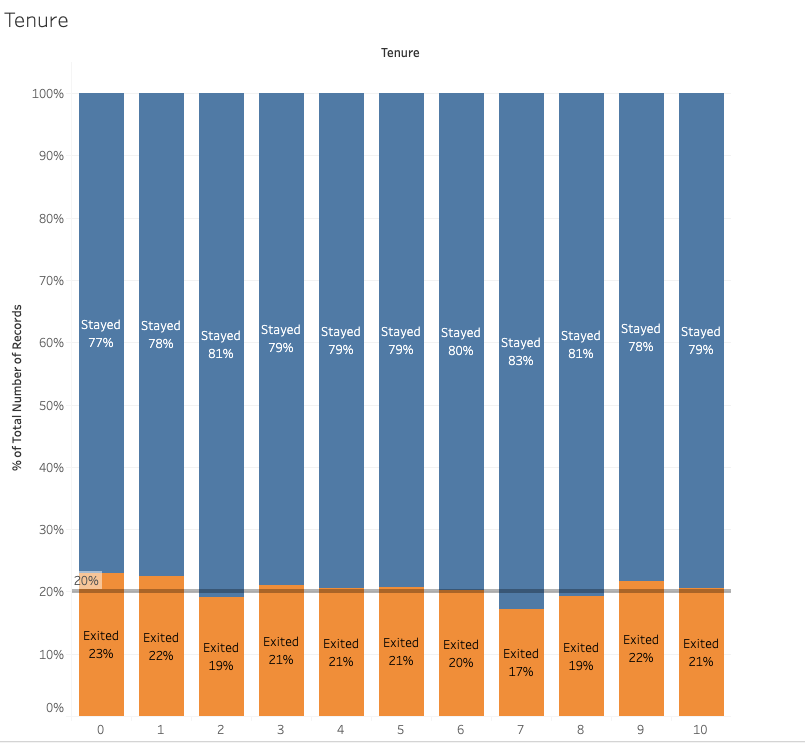 Tenure
Tenure
% of Total Number of Records
100%
90%
80%
70%
60%
50%
40%
30%
20%
10%
0%
20%
Stayed
77%
Stayed
78%
Stayed
81%
Stayed
79%
Stayed
79%
Stayed
79%
Stayed
80%
Stayed
83%
Stayed
81%
Stayed
78%
Stayed
79%
Exited
23%
Exited
22%
Exited
19%
Exited
21%
Exited
21%
Exited
21%
Exited
20%
Exited
17%
Exited
19%
Exited
22%
Exited
21%
0 1 2 3 4 5 6 7 8 9 10